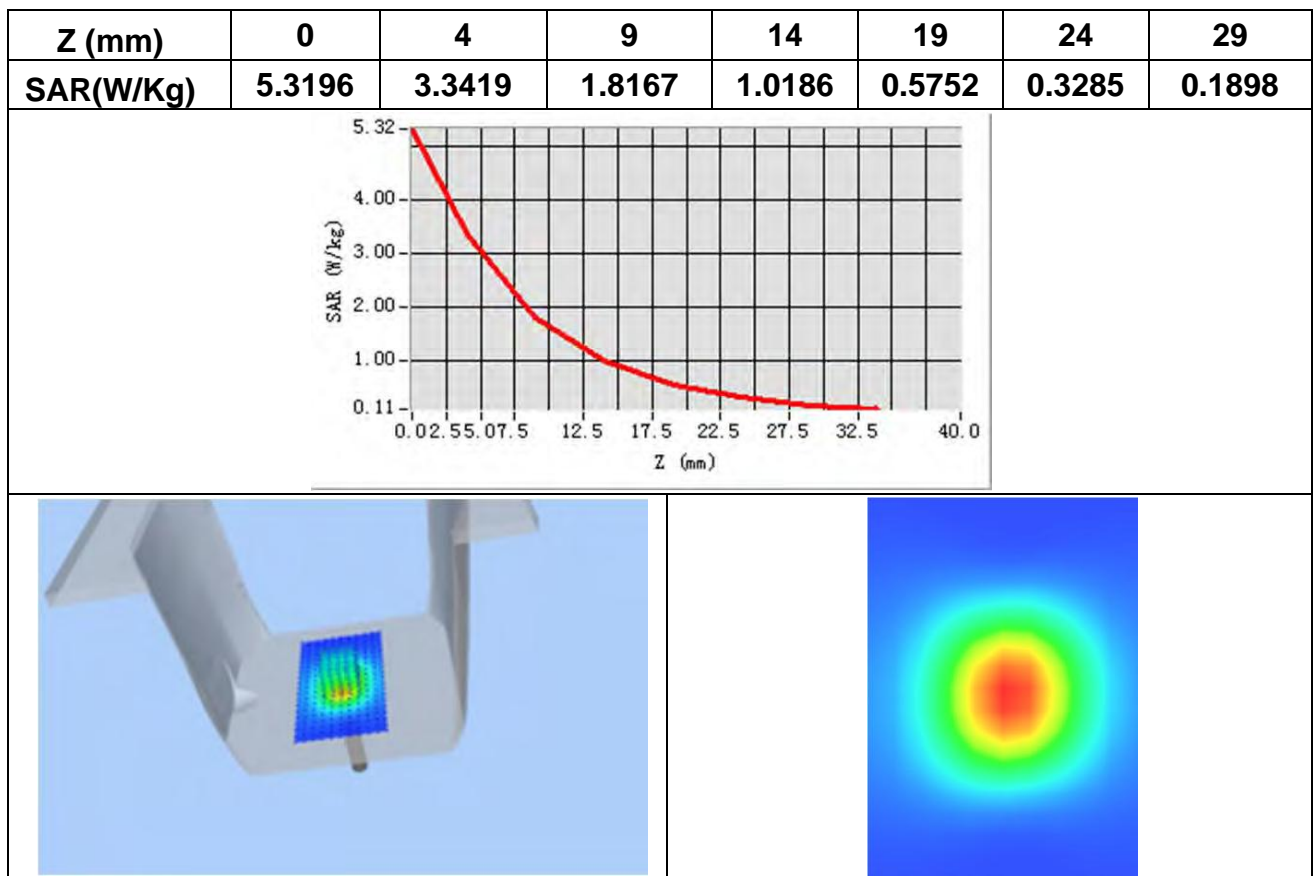 Z (mm) 0 4 9 14 19 24 29
SAR(W/Kg) 5.3196 3.3419 1.8167 1.0186 0.5752 0.3285 0.1898
5.32
4.00
3.00
2.00
1.00
0.11
SAR (W/kg)
0.0 2.5 5.0 7.5 12.5 17.5 22.5 27.5 32.5 40.0
Z (mm)